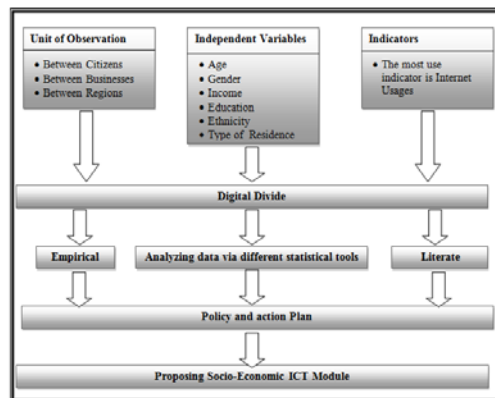 Unit of Observation
• Between Citizens
• Between Businesses
• Between Regions
Independent Variables
• Age
• Gender
• Income
• Education
• Ethnicity
• Type of Residence
Indicators
• The most use
indicator is Internet
Usages
Digital Divide
Empirical
Analyzing data via different statistical tools
Literate
Policy and action Plan
Proposing Socio-Economic ICT Module